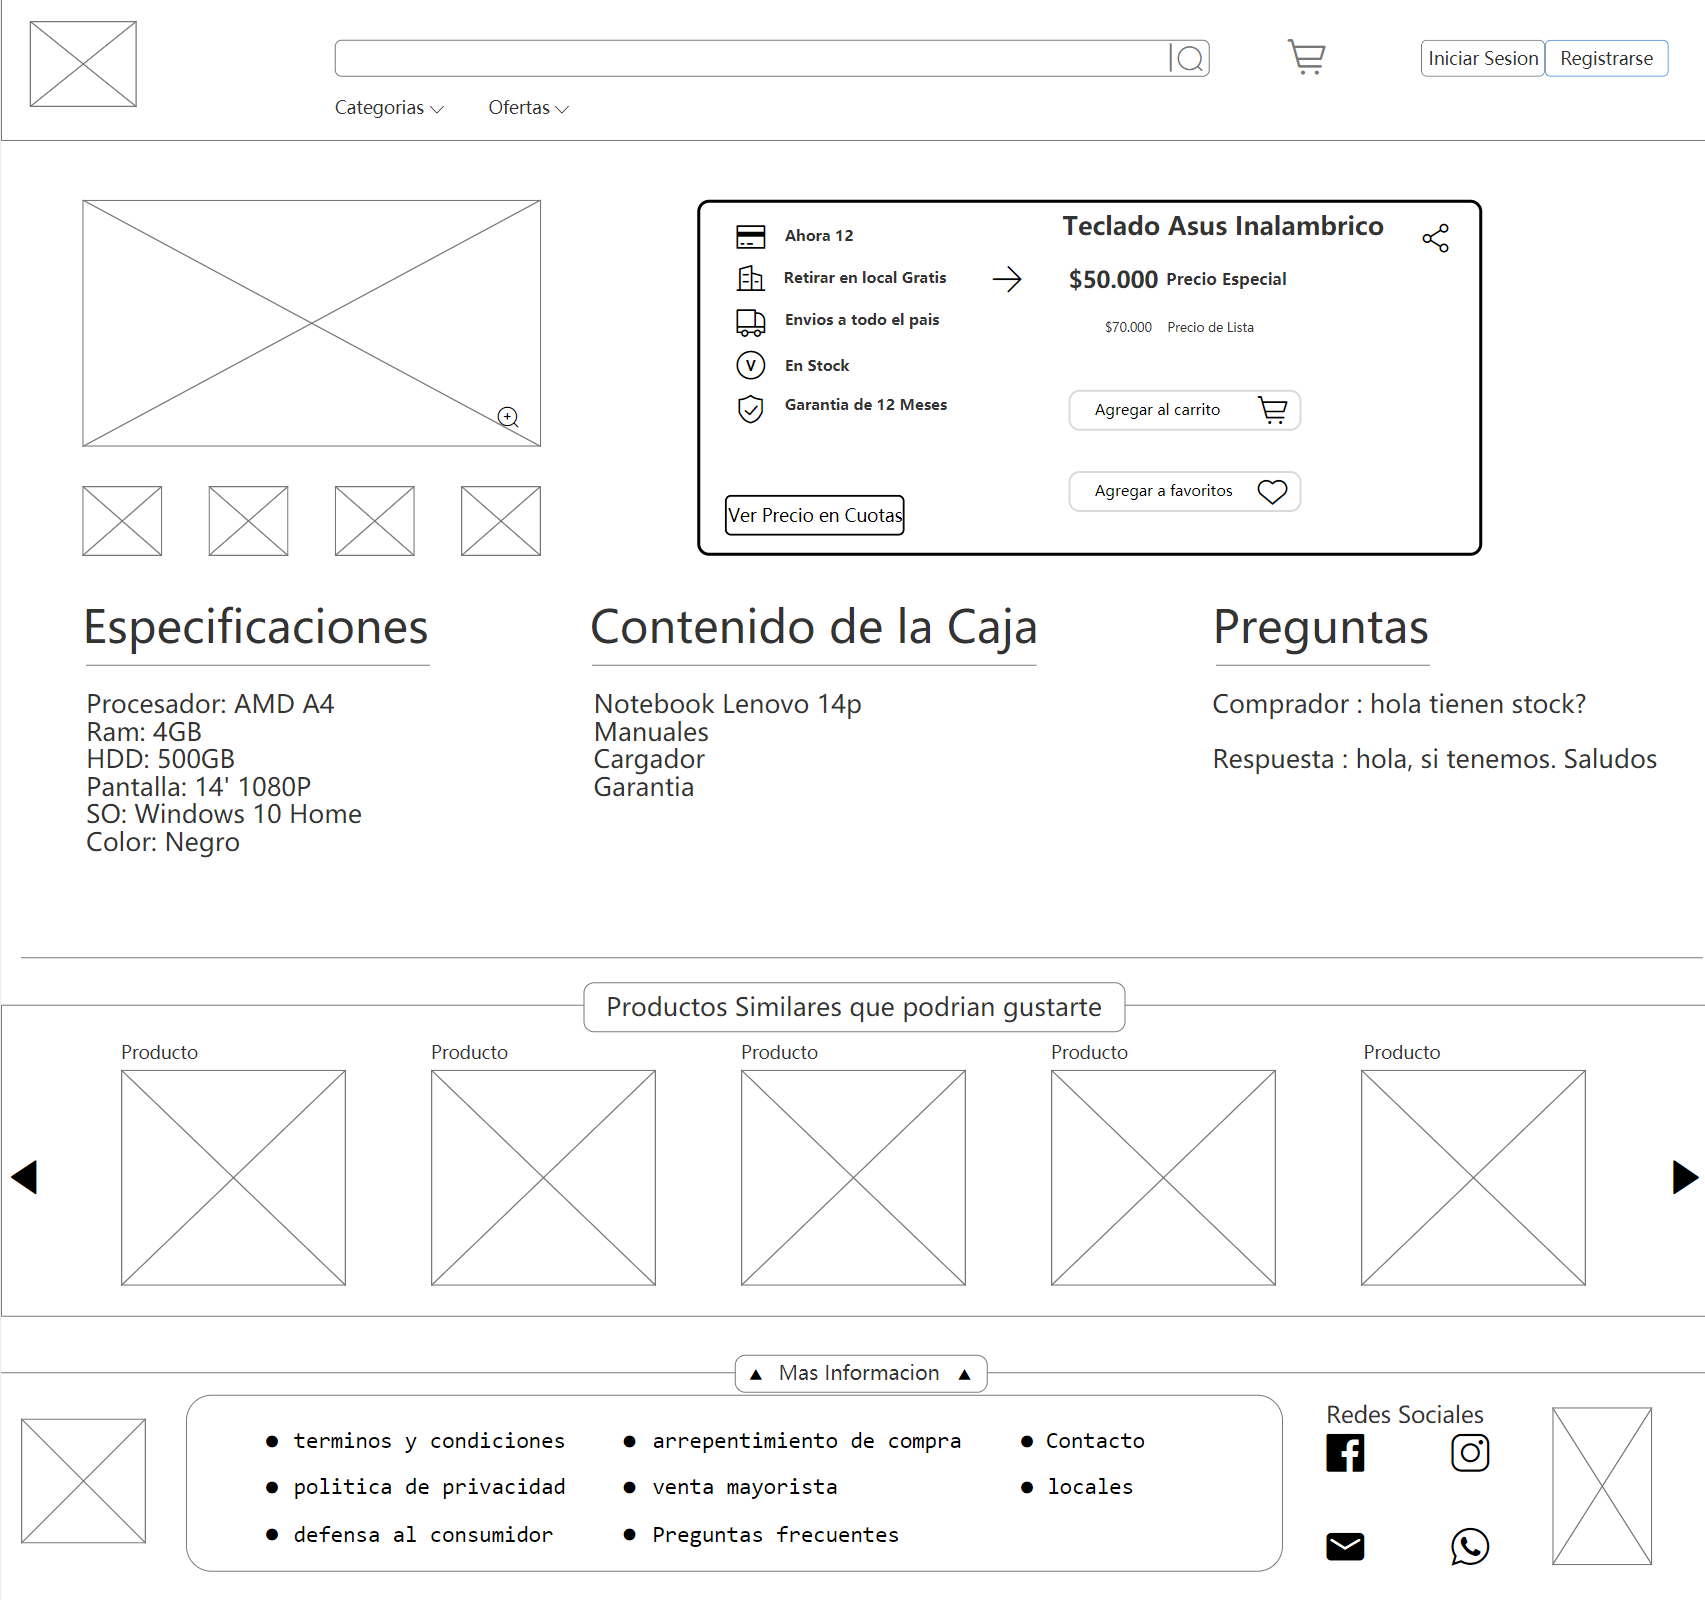 Iniciar Sesion
Registrarse
Categorias
Ofertas
Ahora 12
Retirar en local Gratis
Envios a todo el pais
V
En Stock
Garantia de 12 Meses
Ver Precio en Cuotas
Teclado Asus Inalambrico
$50.000 Precio Especial
$70.000 Precio de Lista
Agregar al carrito
Agregar a favoritos
Especificaciones
Procesador: AMD A4
Ram: 4GB
HDD: 500GB
Pantalla: 14' 1080P
SO: Windows 10 Home
Color: Negro
Contenido de la Caja
Notebook Lenovo 14p
Manuales
Cargador
Garantia
Preguntas
Comprador : hola tienen stock?
Respuesta : hola, si tenemos. Saludos
Productos Similares que podrian gustarte
Producto
Producto
Producto
Producto
Producto
Mas Informacion
terminos y condiciones
politica de privacidad
defensa al consumidor
arrepentimiento de compra
venta mayorista
Preguntas frecuentes
Contacto
locales
Redes Sociales